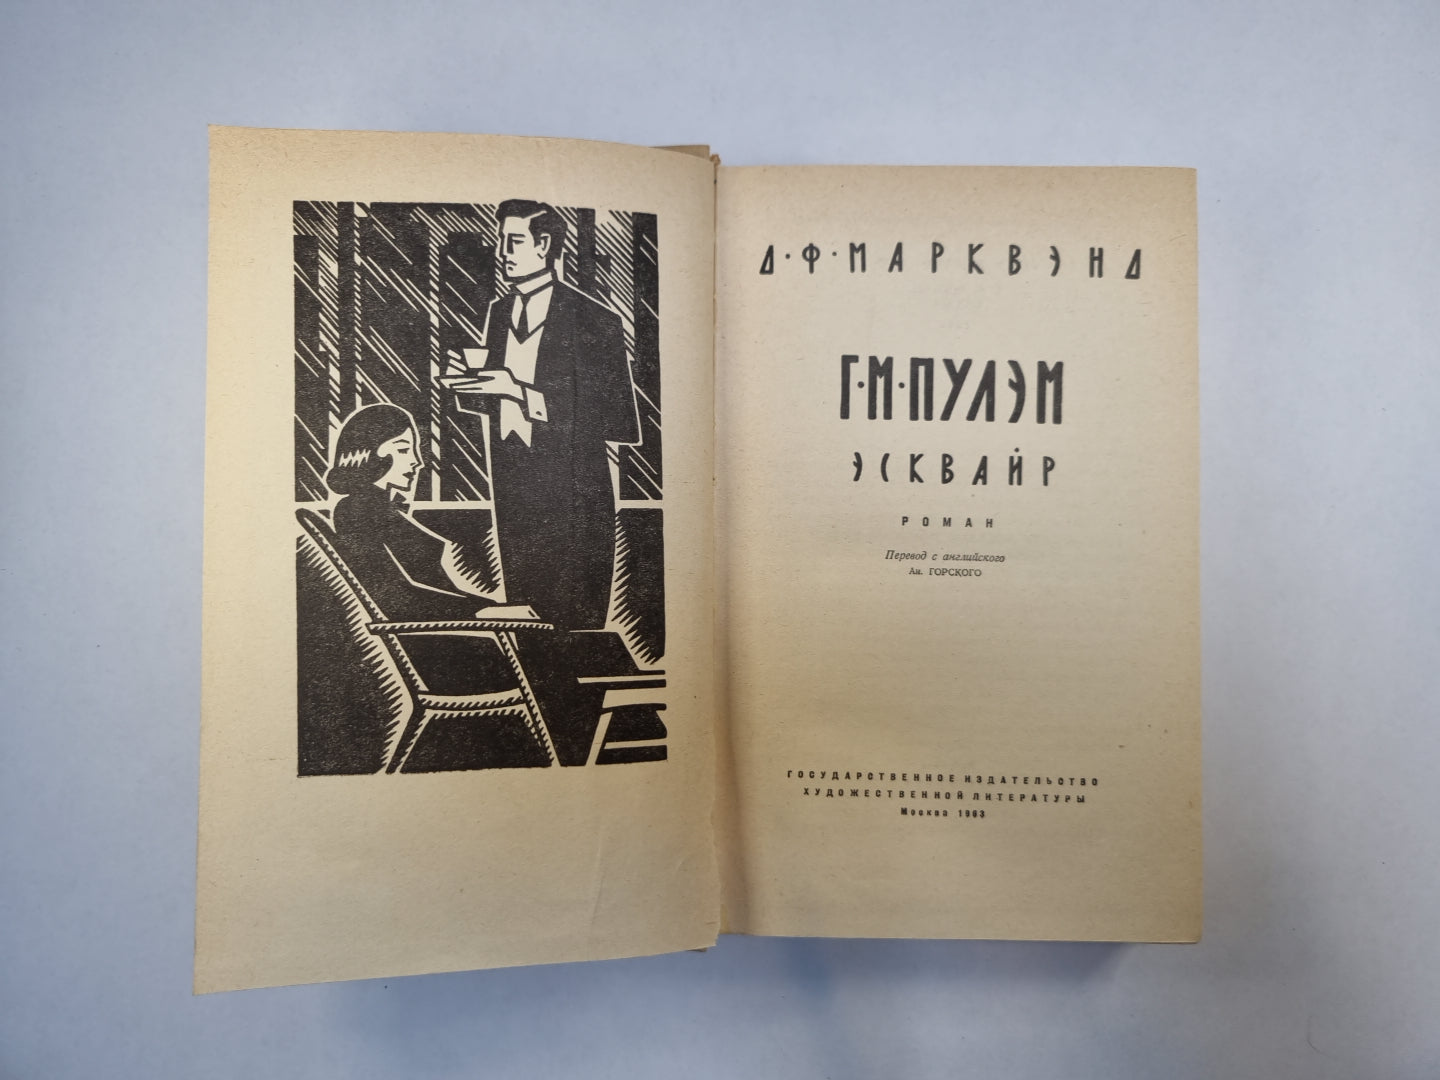 Д·Ф·МАРКВЭНД
Г·М·ПУЛЭМ
ЭСКВАЙР
РОМАН
Перевод с английского
Ан. ГОРСКОГО
ГОСУДАРСТВЕННОЕ ИЗДАТЕЛЬСТВО
ХУДОЖЕСТВЕННОЙ ЛИТЕРАТУРЫ
Москва 1963